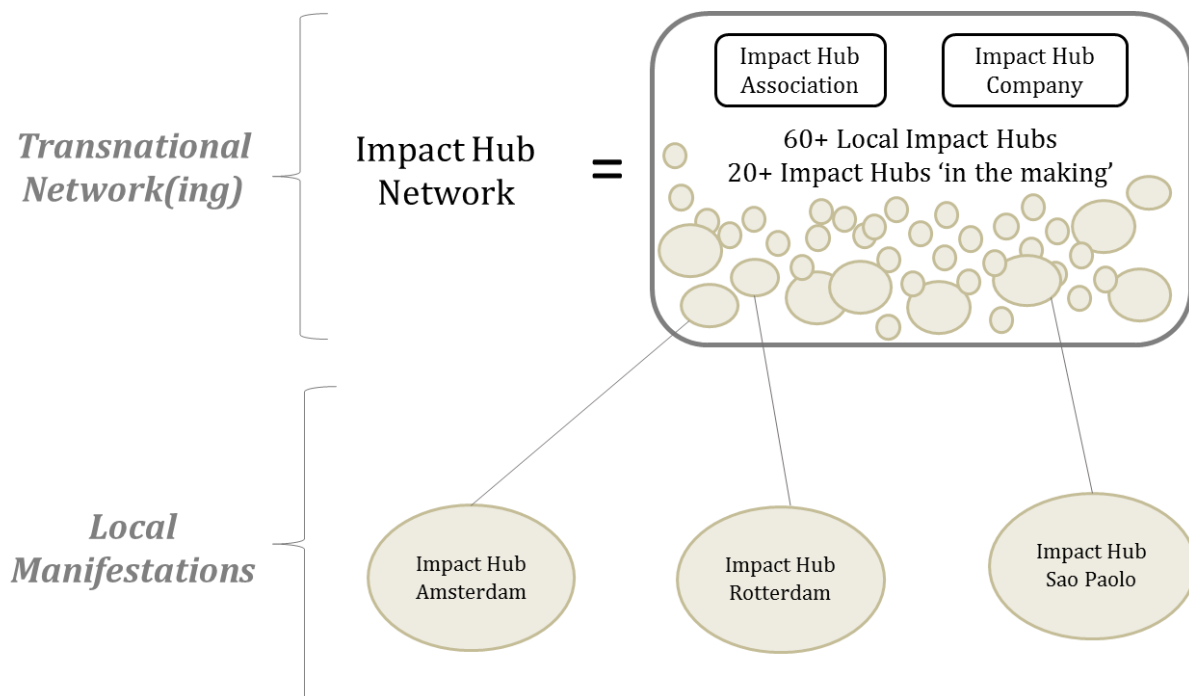 Transnational
Network(ing)
Impact Hub
Network
=
Impact Hub
Association
Impact Hub
Company
60+ Local Impact Hubs
20+ Impact Hubs ‘in the making’
Local
Manifestations
Impact Hub
Amsterdam
Impact Hub
Rotterdam
Impact Hub
Sao Paolo